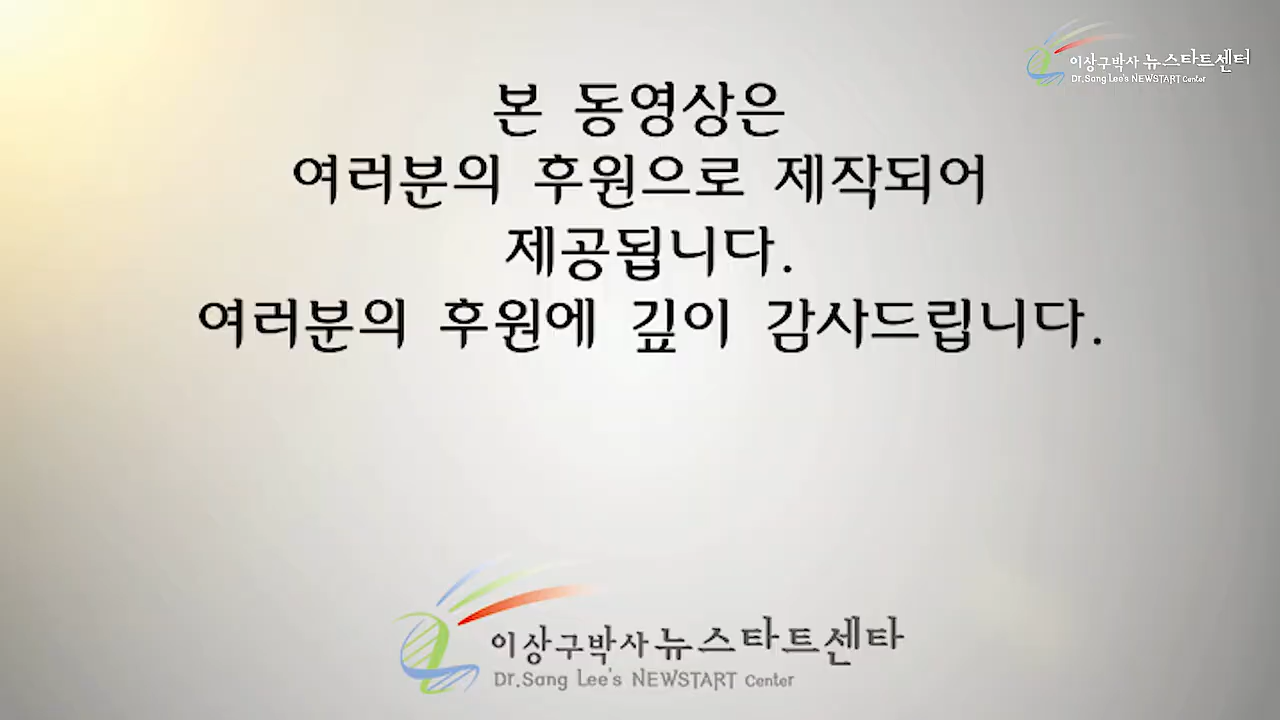 이상구박사 뉴스타트센터
Dr.Sang Lee's NEWSTART Center
본 동영상은
여러분의 후원으로 제작되어
제공됩니다.
여러분의 후원에 깊이 감사드립니다.
이상구박사 뉴스타트센타
Dr.Sang Lee's NEWSTART Center